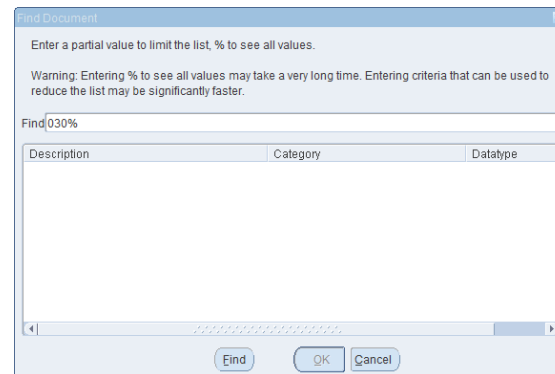 Find Document
Enter a partial value to limit the list, % to see all values.
Warning: Entering % to see all values may take a very long time. Entering criteria that can be used to
reduce the list may be significantly faster.
Find 030%
Description Category Datatype
Find OK Cancel